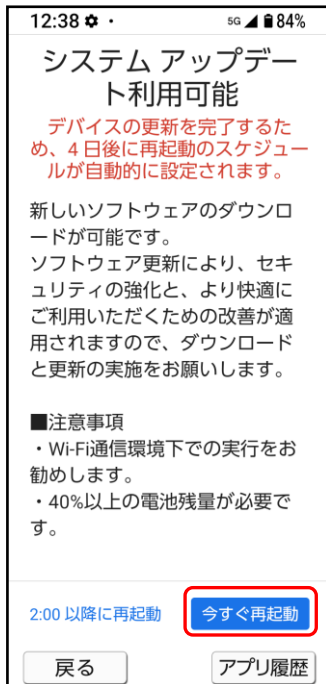 12:38
5G 84%
システム アップデー
ト利用可能
デバイスの更新を完了するた
め、4 日後に再起動のスケジュー
ルが自動的に設定されます。
新しいソフトウェアのダウンロ
ードが可能です。
ソフトウェア更新により、セキ
ュリティの強化と、より快適に
ご利用いただくための改善が適
用されますので、ダウンロード
と更新の実施をお願いします。
■注意事項
・Wi-Fi通信環境下での実行をお
勧めします。
・40%以上の電池残量が必要で
す。
2:00 以降に再起動
今すぐ再起動
戻る
アプリ履歴